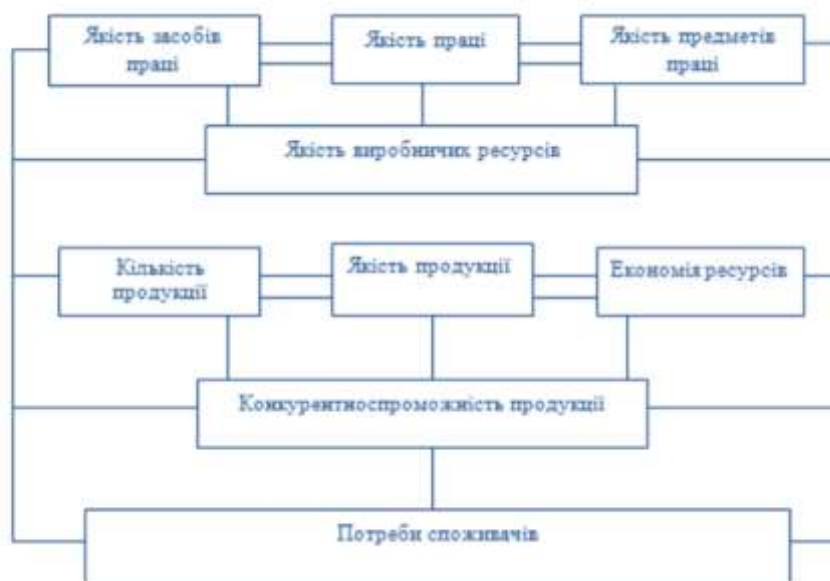 Якість засобів
праці
Якість праці
Якість предметів
праці
Якість виробничих ресурсів
Кількість
продукції
Якість продукції
Економія ресурсів
Конкурентноспроможність продукції
Потреби споживачів